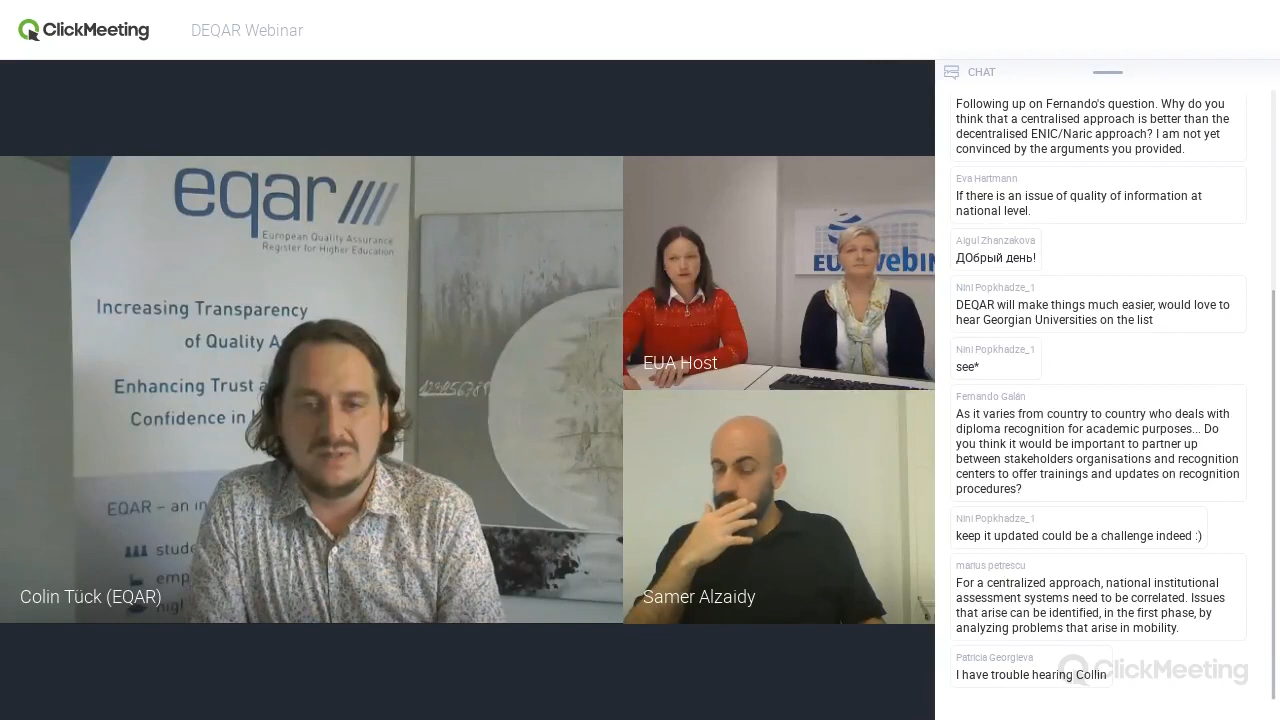 ClickMeeting
DEQAR Webinar
eqar
European Quality Assurance
Register for Higher Education
Increasing Transparency
of Quality
Enhancing Trust
Confidence in
EQAR – an
Colin Tück (EQAR)
EUA Host
Samer Alzaidy
CHAT
Following up on Fernando's question. Why do you
think that a centralised approach is better than the
decentralised ENIC/Naric approach? I am not yet
convinced by the arguments you provided.
Eva Hartmann
If there is an issue of quality of information at
national level.
Aigul Zhanzakova
ДОбрый день!
Nini Popkhadze_1
DEQAR will make things much easier, would love to
hear Georgian Universities on the list
Nini Popkhadze_1
see*
Fernando Galán
As it varies from country to country who deals with
diploma recognition for academic purposes... Do
you think it would be important to partner up
between stakeholders organisations and recognition
centers to offer trainings and updates on recognition
procedures?
Nini Popkhadze_1
keep it updated could be a challenge indeed :)
marius petrescu
For a centralized approach, national institutional
assessment systems need to be correlated. Issues
that arise can be identified, in the first phase, by
analyzing problems that arise in mobility.
Patricia Georgieva
I have trouble hearing Collin
ClickMeeting